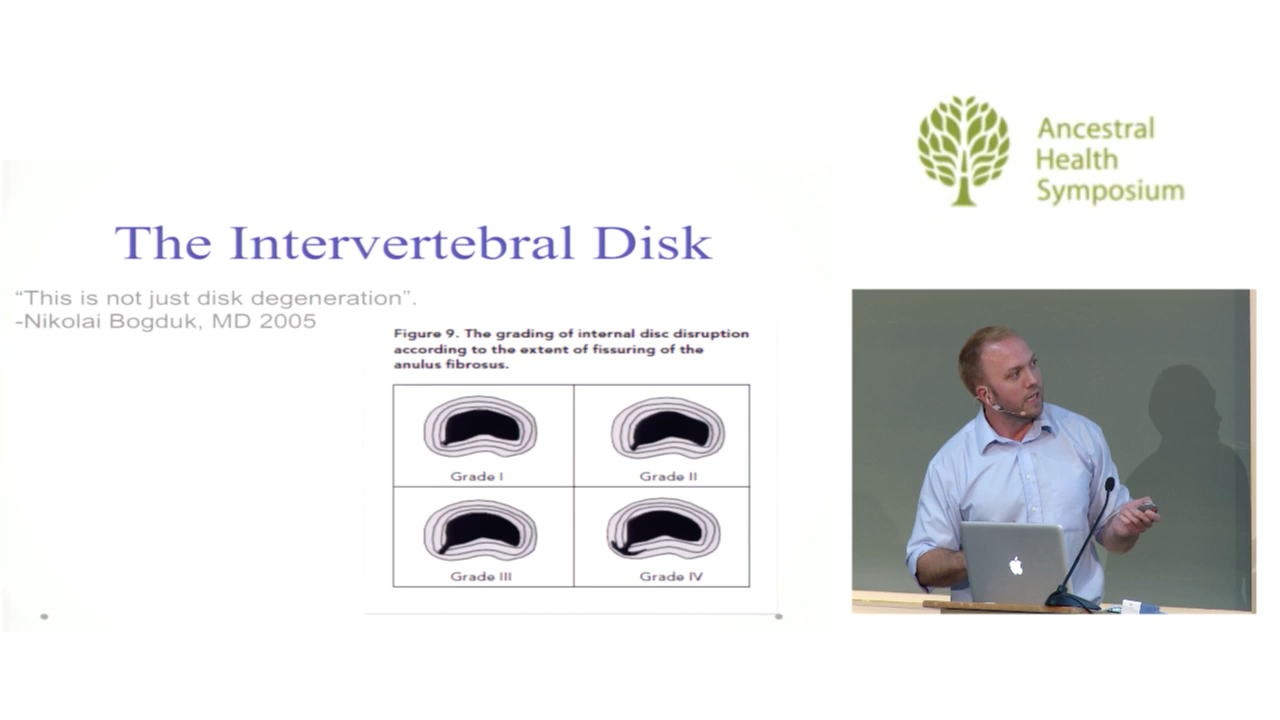 Ancestral
Health
Symposium
The Intervertebral Disk
“This is not just disk degeneration”.
-Nikolai Bogduk, MD 2005
Figure 9. The grading of internal disc disruption
according to the extent of fissuring of the
anulus fibrosus.
Grade I
Grade II
Grade III
Grade IV